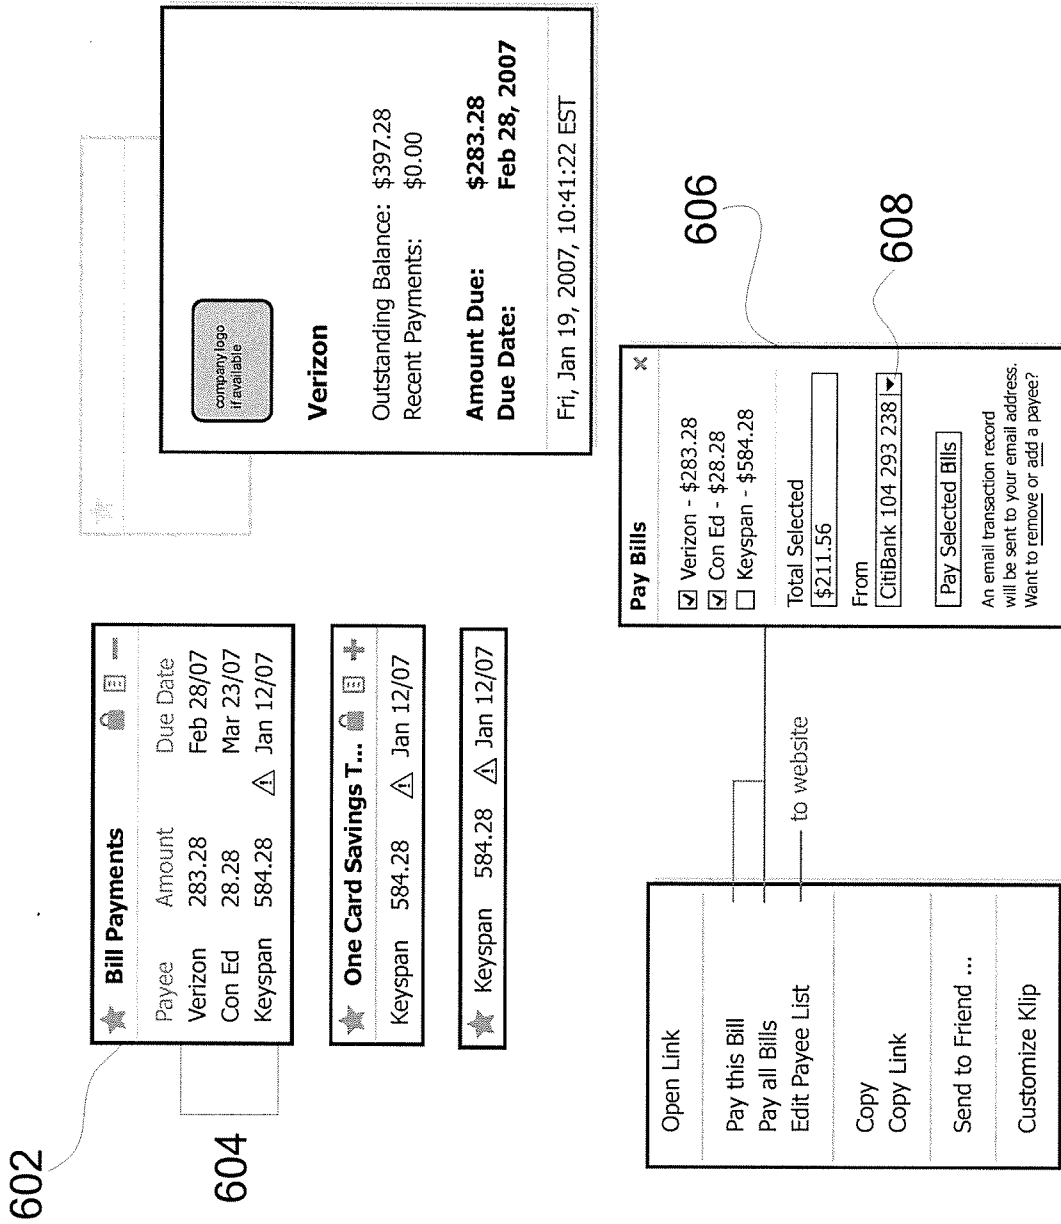 602
604
Bill Payments
Payee Amount Due Date
Verizon 283.28 Feb 28/07
Con Ed 28.28 Mar 23/07
Keyspan 584.28 Jan 12/07
One Card Savings T...
Keyspan 584.28 Jan 12/07
Keyspan 584.28 Jan 12/07
company logo
if available
Verizon
Outstanding Balance: $397.28
Recent Payments: $0.00
Amount Due: $283.28
Due Date: Feb 28, 2007
Fri, Jan 19, 2007, 10:41:22 EST
Open Link
Pay this Bill
Pay all Bills
Edit Payee List
to website
Copy
Copy Link
Send to Friend ...
Customize Klip
606
608
Pay Bills
Verizon - $283.28
Con Ed - $28.28
Keyspan - $584.28
Total Selected
$211.56
From
CitiBank 104 293 238
Pay Selected Bills
An email transaction record
will be sent to your email address.
Want to remove or add a payee?